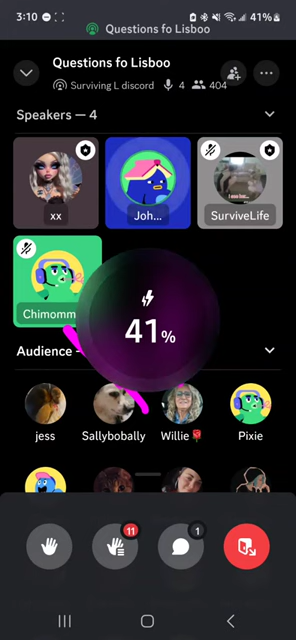 3:10
41%
Questions fo Lisboo
Questions fo Lisboo
Surviving L discord 4 404
Speakers — 4
xx
Joh...
SurviveLife
Chimomm
41%
Audience -
jess
Sallybobally
Willie🌹
Pixie
11
1